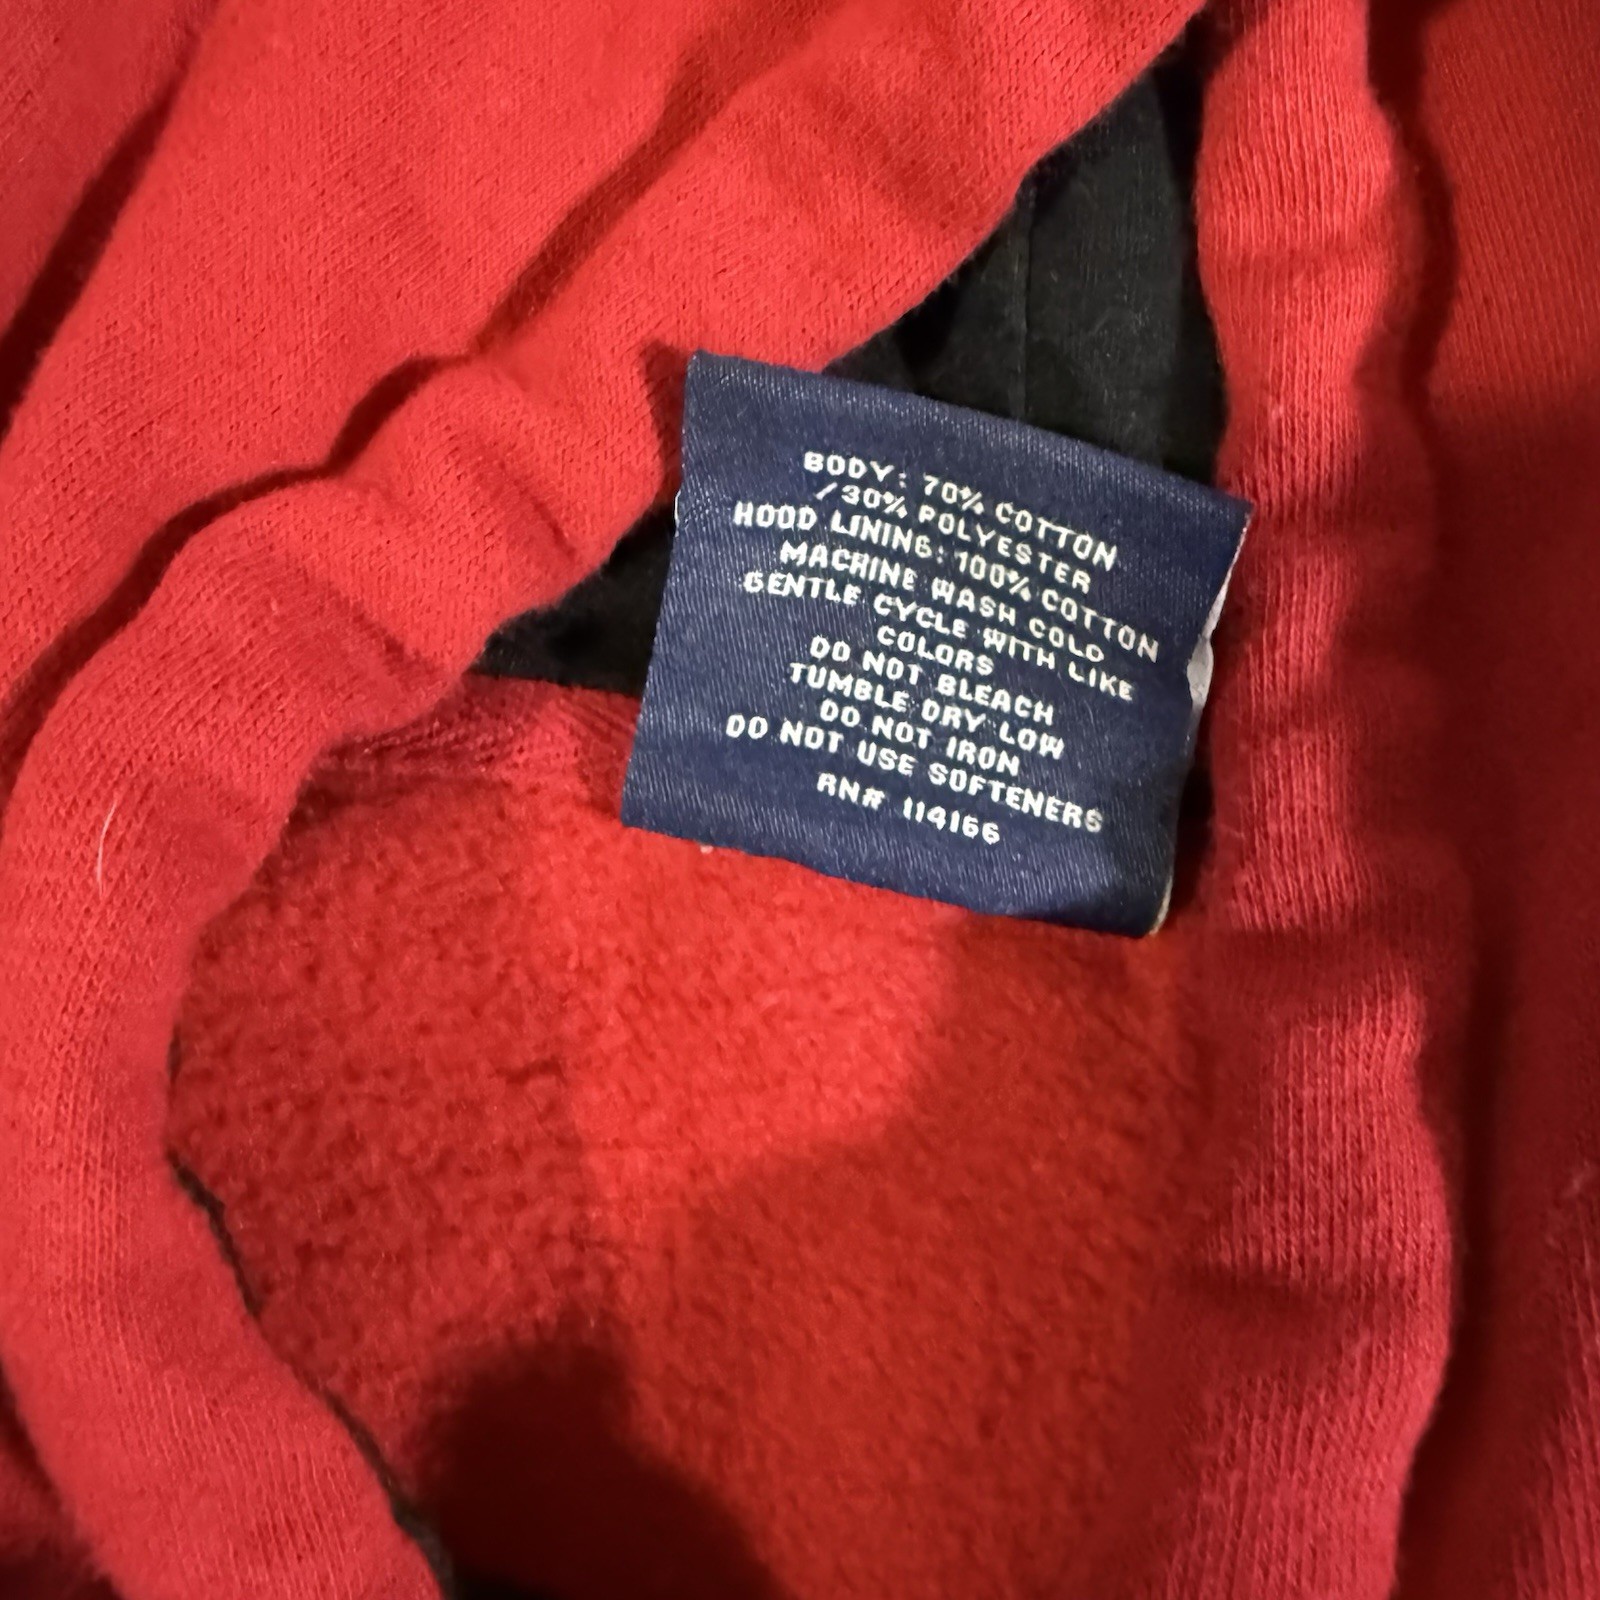 BODY: 70% COTTON
/30% POLYESTER
HOOD LINING: 100% COTTON
MACHINE WASH COLD
GENTLE CYCLE WITH LIKE
COLORS
DO NOT BLEACH
TUMBLE DRY LOW
DO NOT IRON
DO NOT USE SOFTENERS
RN# 114166